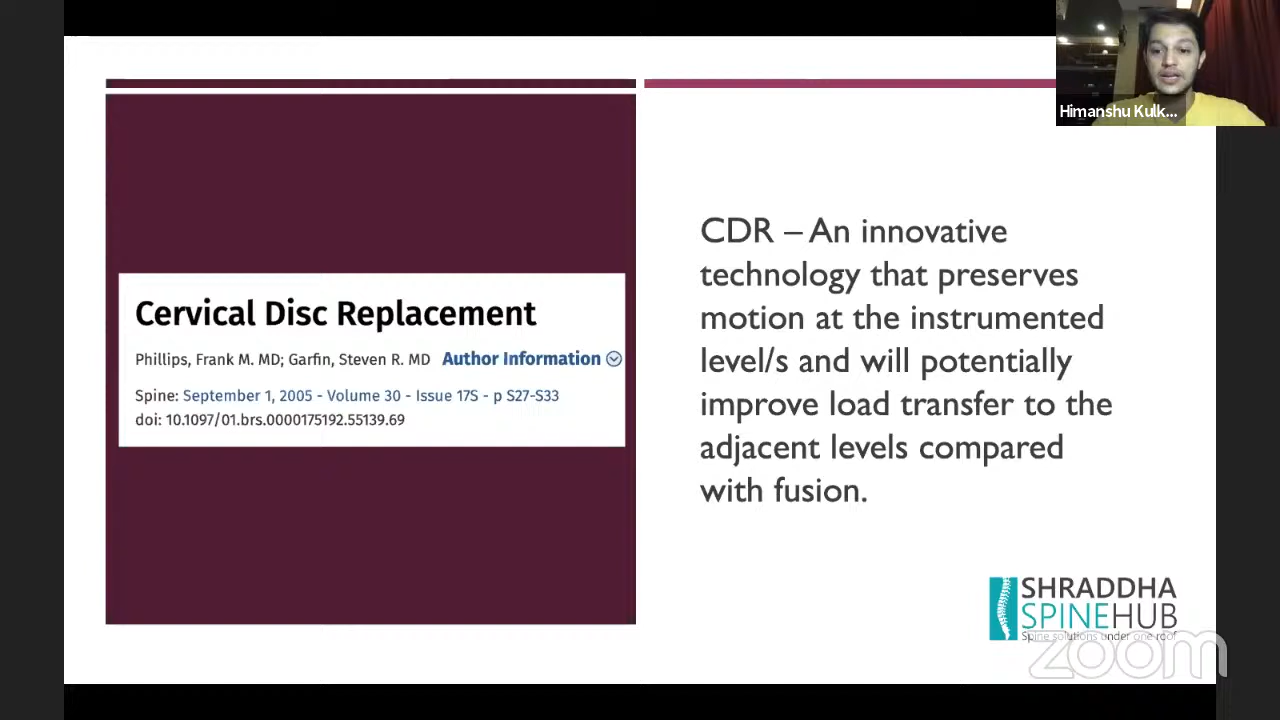 Himanshu Kulk...
Cervical Disc Replacement
Phillips, Frank M. MD; Garfin, Steven R. MD Author Information
Spine: September 1, 2005 - Volume 30 - Issue 17S - p S27-S33
doi: 10.1097/01.brs.0000175192.55139.69
CDR – An innovative
technology that preserves
motion at the instrumented
level/s and will potentially
improve load transfer to the
adjacent levels compared
with fusion.
SHRADDHA
SPINEHUB
Spine solutions under one roof
zoom